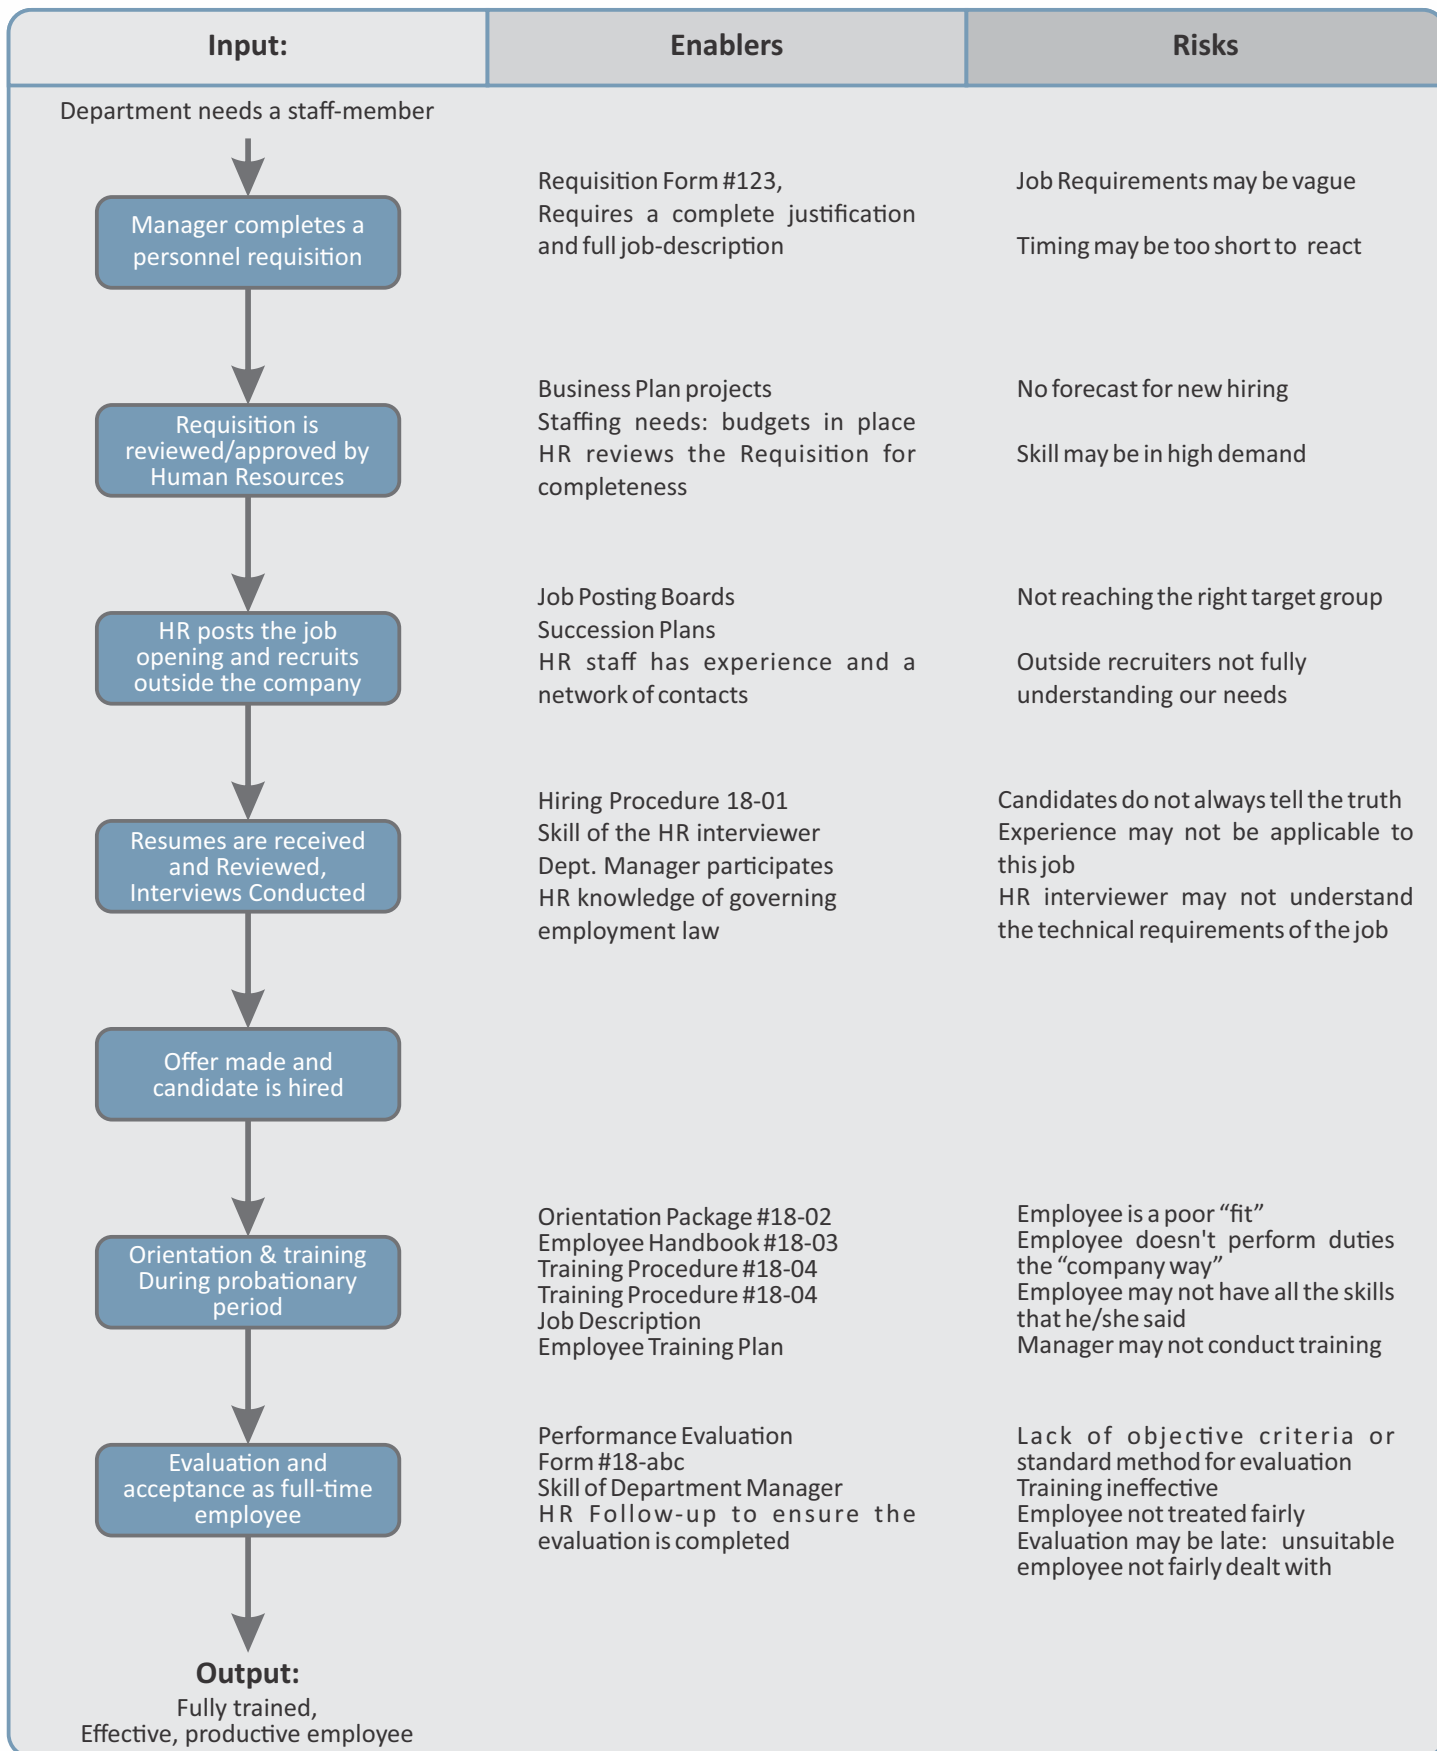 Input:
Enablers
Risks
Department needs a staff-member
Manager completes a
personnel requisition
Requisition Form #123,
Requires a complete justification
and full job-description
Job Requirements may be vague
Timing may be too short to react
Requisition is
reviewed/approved by
Human Resources
Business Plan projects
Staffing needs: budgets in place
HR reviews the Requisition for
completeness
No forecast for new hiring
Skill may be in high demand
HR posts the job
opening and recruits
outside the company
Job Posting Boards
Succession Plans
HR staff has experience and a
network of contacts
Not reaching the right target group
Outside recruiters not fully
understanding our needs
Resumes are received
and Reviewed,
Interviews Conducted
Hiring Procedure 18-01
Skill of the HR interviewer
Dept. Manager participates
HR knowledge of governing
employment law
Candidates do not always tell the truth
Experience may not be applicable to
this job
HR interviewer may not understand
the technical requirements of the job
Offer made and
candidate is hired
Orientation & training
During probationary
period
Orientation Package #18-02
Employee Handbook #18-03
Training Procedure #18-04
Training Procedure #18-04
Job Description
Employee Training Plan
Employee is a poor “fit”
Employee doesn't perform duties
the “company way”
Employee may not have all the skills
that he/she said
Manager may not conduct training
Evaluation and
acceptance as full-time
employee
Performance Evaluation
Form #18-abc
Skill of Department Manager
HR Follow-up to ensure the
evaluation is completed
Lack of objective criteria or
standard method for evaluation
Training ineffective
Employee not treated fairly
Evaluation may be late: unsuitable
employee not fairly dealt with
Output:
Fully trained,
Effective, productive employee